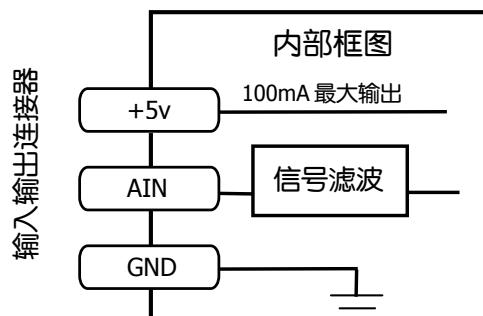 内部框图
+5v
100mA 最大输出
输入输出连接器
AIN
信号滤波
GND